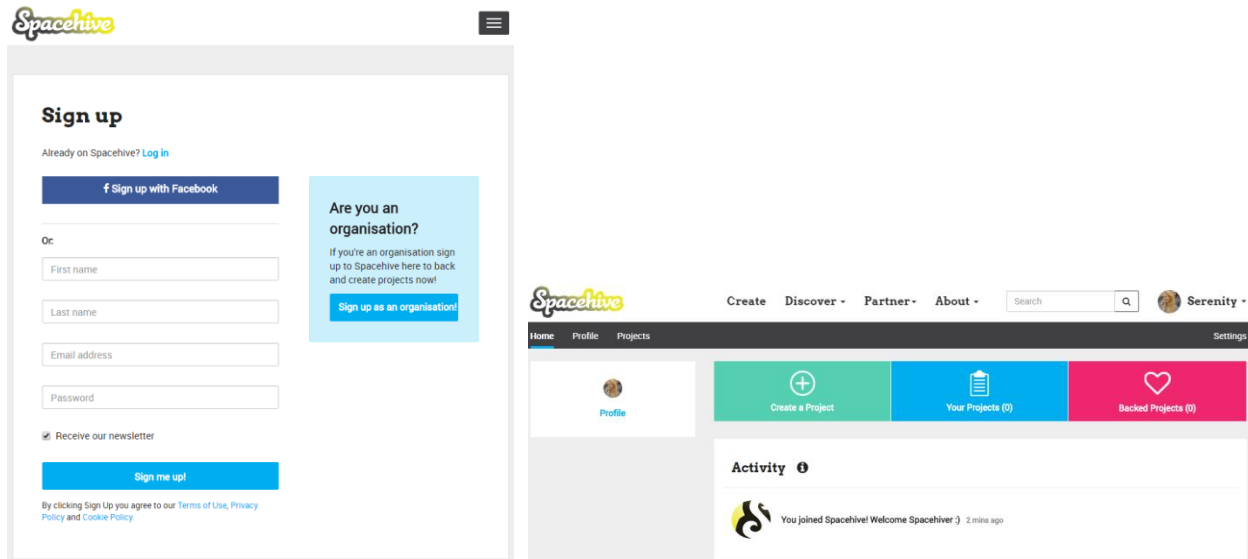 Spacehive
Sign up
Already on Spacehive? Log in
f Sign up with Facebook
Or:
First name
Last name
Email address
Password
Receive our newsletter
Sign me up!
By clicking Sign Up you agree to our Terms of Use, Privacy
Policy and Cookie Policy.
Are you an
organisation?
If you're an organisation sign
up to Spacehive here to back
and create projects now!
Sign up as an organisation!
Spacehive
Create Discover Partner About Search Serenity
Home Profile Projects Settings
Profile
Create a Project
Your Projects (0)
Backed Projects (0)
Activity
You joined Spacehive! Welcome Spacehiver :) 2 mins ago